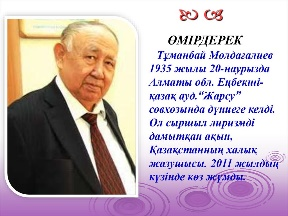 ӨМІРДЕРЕК
Тұманбай Молдағалиев
1935 жылы 20-наурызда
Алматы обл. Еңбекші-
қазақ ауд."Жарсу"
совхозында дүниеге келді.
Ол сыршыл лиризмді
дамытқан ақын,
Қазақстанның халық
жазушысы. 2011 жылдың
күзінде көз жұмды.